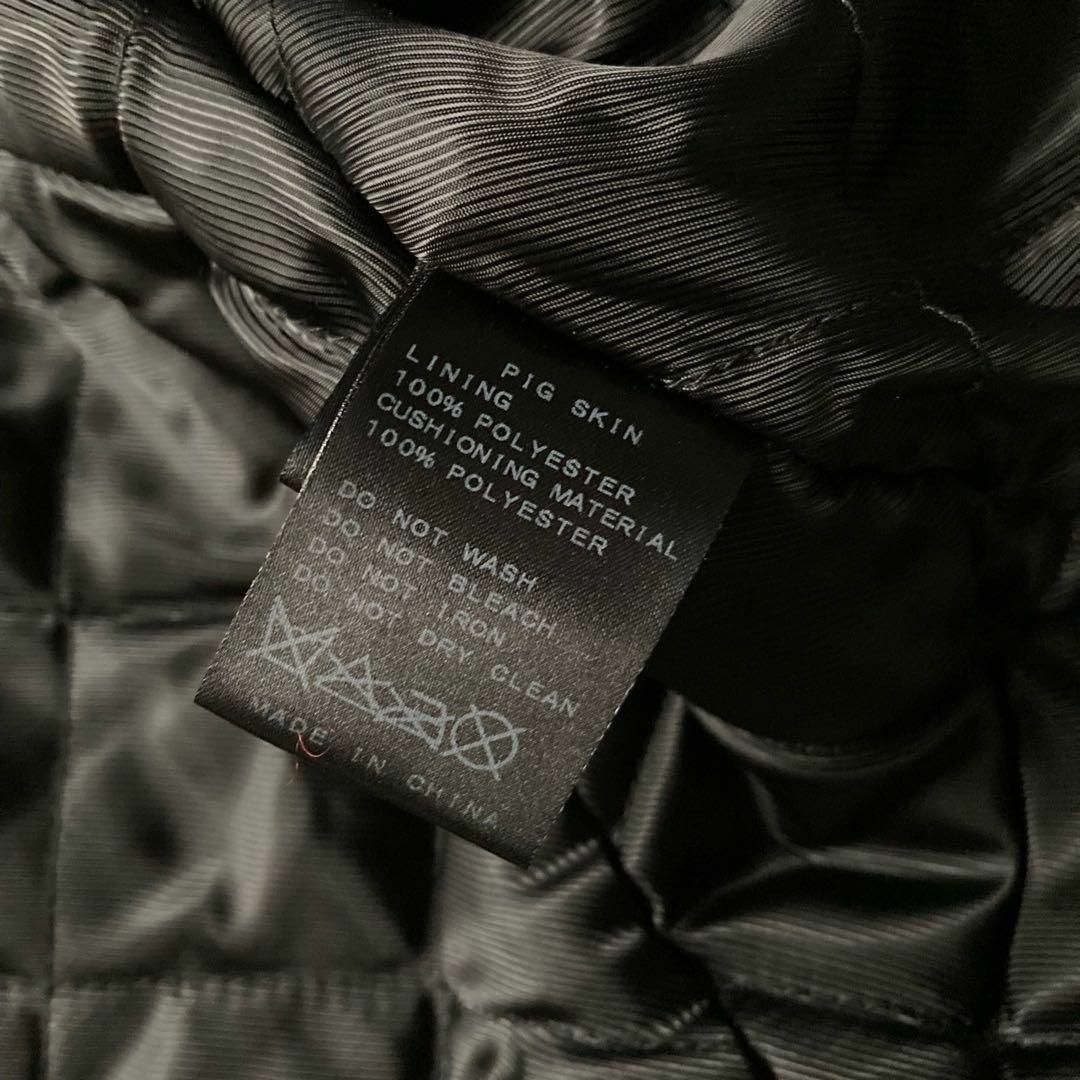 PIG SKIN
LINING
100% POLYESTER
CUSHIONING MATERIAL
100% POLYESTER
DO NOT WASH
DO NOT BLEACH
DO NOT IRON
DO NOT DRY CLEAN
MADE IN CHINA